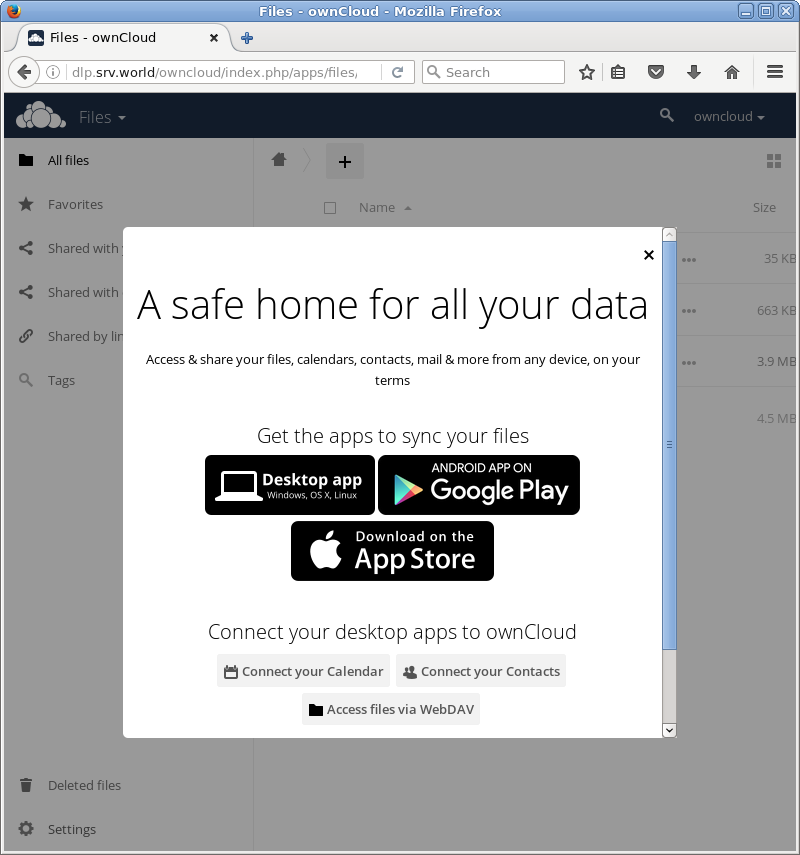 Files - ownCloud - Mozilla Firefox
Files - ownCloud
dlp.srv.world/owncloud/index.php/apps/files,
Search
Files
owncloud
All files
Favorites
Name
Size
Shared with
35 KB
Shared with
663 KB
Shared by lin
3.9 MB
Tags
4.5 MB
A safe home for all your data
Access & share your files, calendars, contacts, mail & more from any device, on your
terms
Get the apps to sync your files
Desktop app
Windows, OS X, Linux
ANDROID APP ON
Google Play
Download on the
App Store
Connect your desktop apps to ownCloud
Connect your Calendar
Connect your Contacts
Access files via WebDAV
Deleted files
Settings